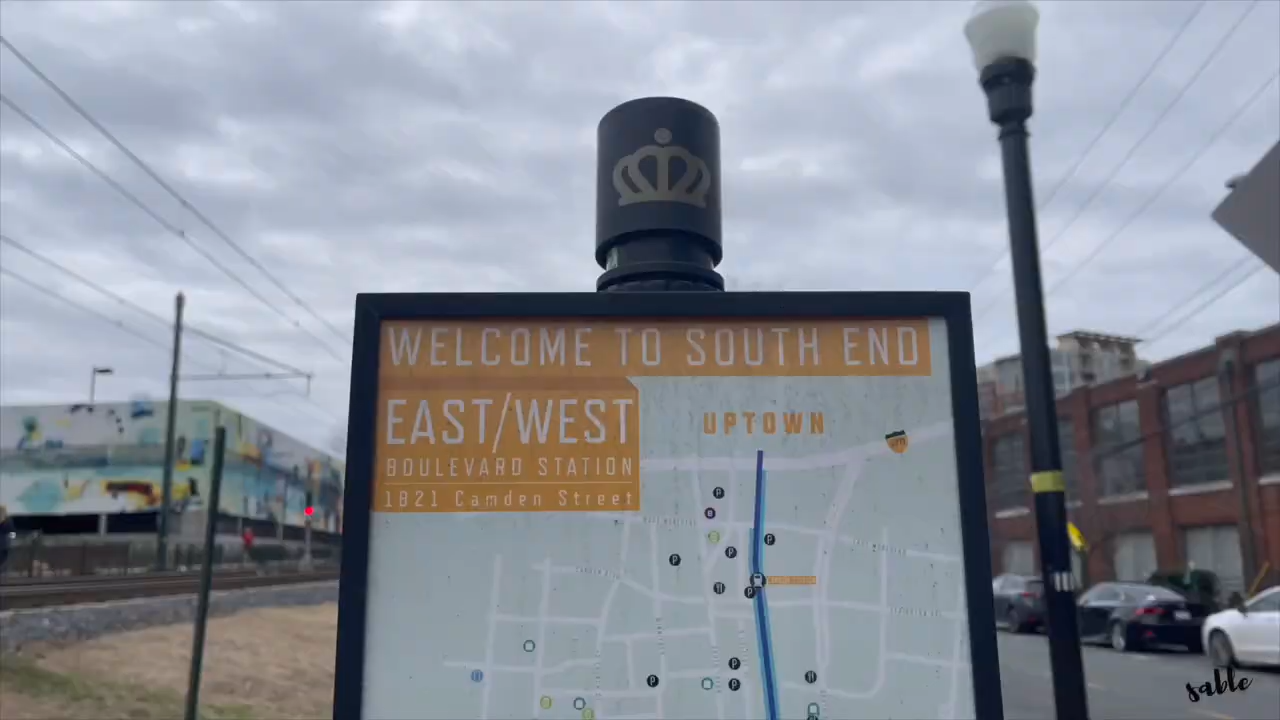 WELCOME TO SOUTH END
EAST/WEST
BOULEVARD STATION
1821 Camden Street
UPTOWN
P
P
P
P
P
P
P
P
sable